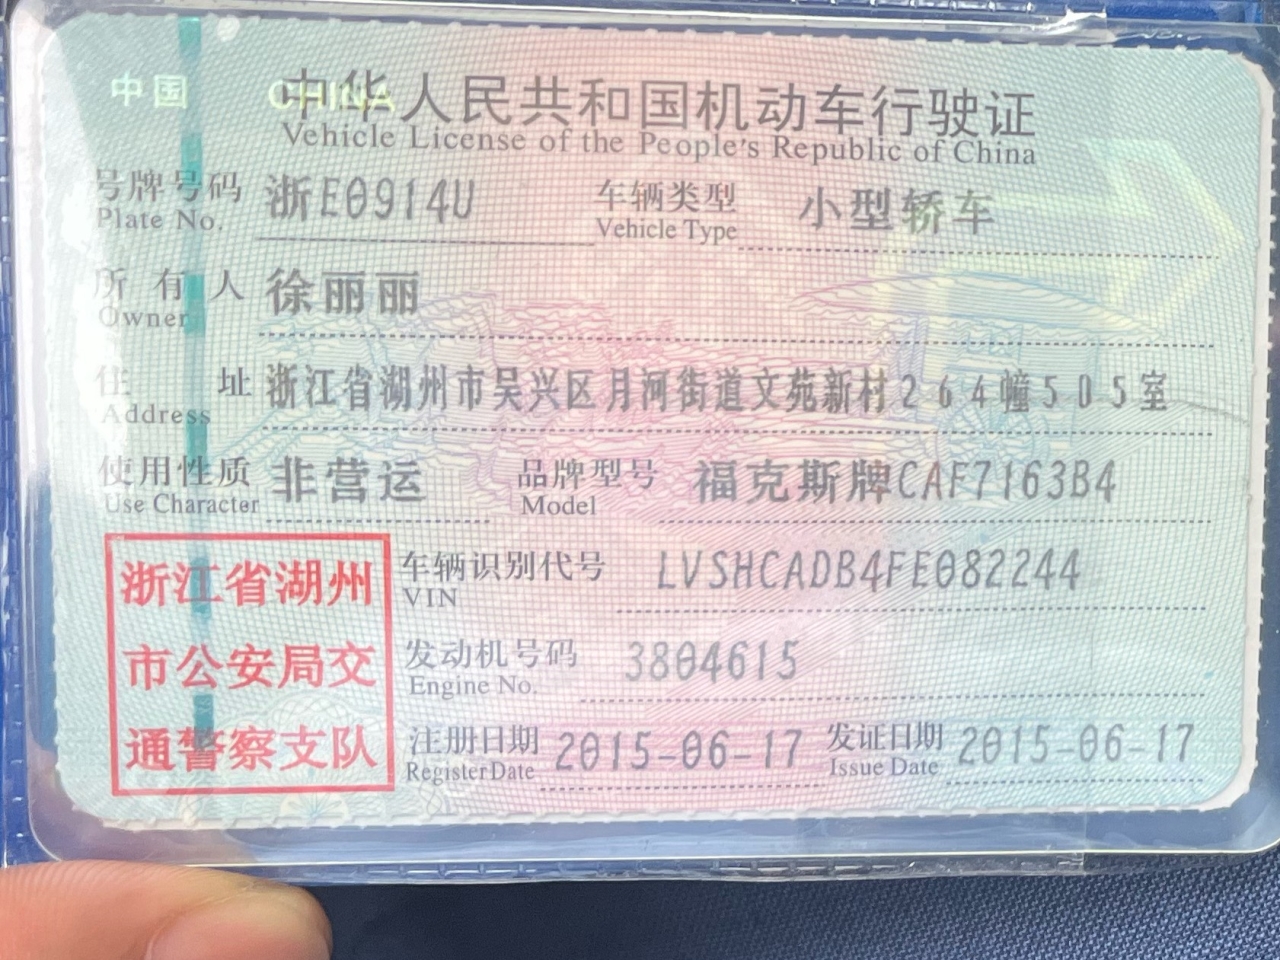 中国 CHINA
中华人民共和国机动车行驶证
Vehicle License of the People's Republic of China
号牌号码 浙E0914U 车辆类型 小型轿车
Plate No. Vehicle Type
所有人 徐丽丽
Owner
住址 浙江省湖州市吴兴区月河街道文苑新村264幢505室
Address
使用性质 非营运 品牌型号 福克斯牌CAF7163B4
Use Character Model
浙江省湖州
市公安局交
通警察支队
车辆识别代号 LVSHCADB4FE082244
VIN
发动机号码 3804615
Engine No.
注册日期 2015-06-17 发证日期 2015-06-17
Register Date Issue Date